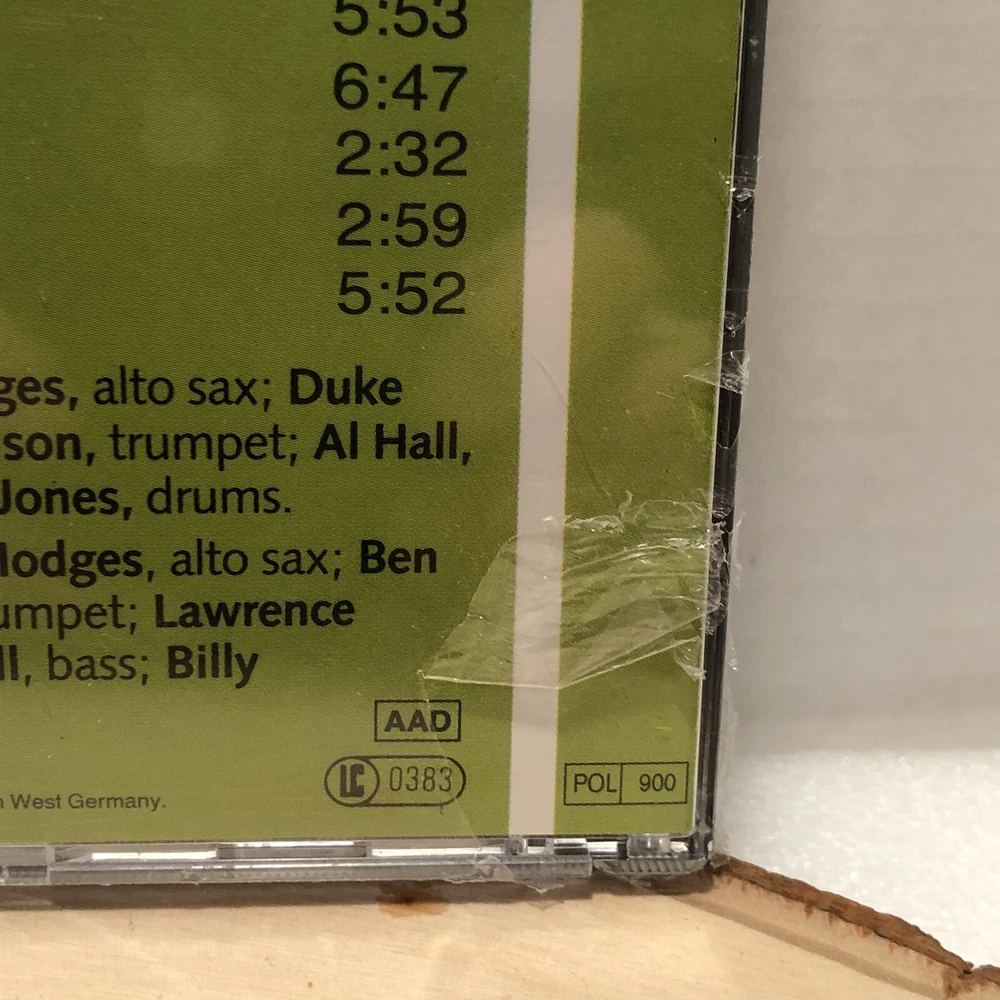 5:53
6:47
2:32
2:59
5:52
ges, alto sax; Duke
son, trumpet; Al Hall,
Jones, drums.
Hodges, alto sax; Ben
umpet; Lawrence
ll, bass; Billy
AAD
LC 0383
n West Germany.
POL 900